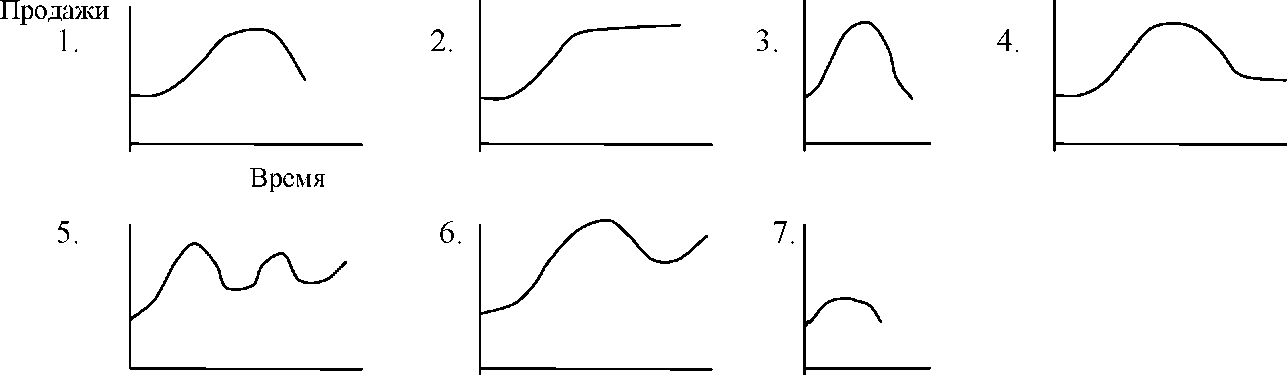 Продажи
1. 2. 3. 4.
Время
5. 6. 7.